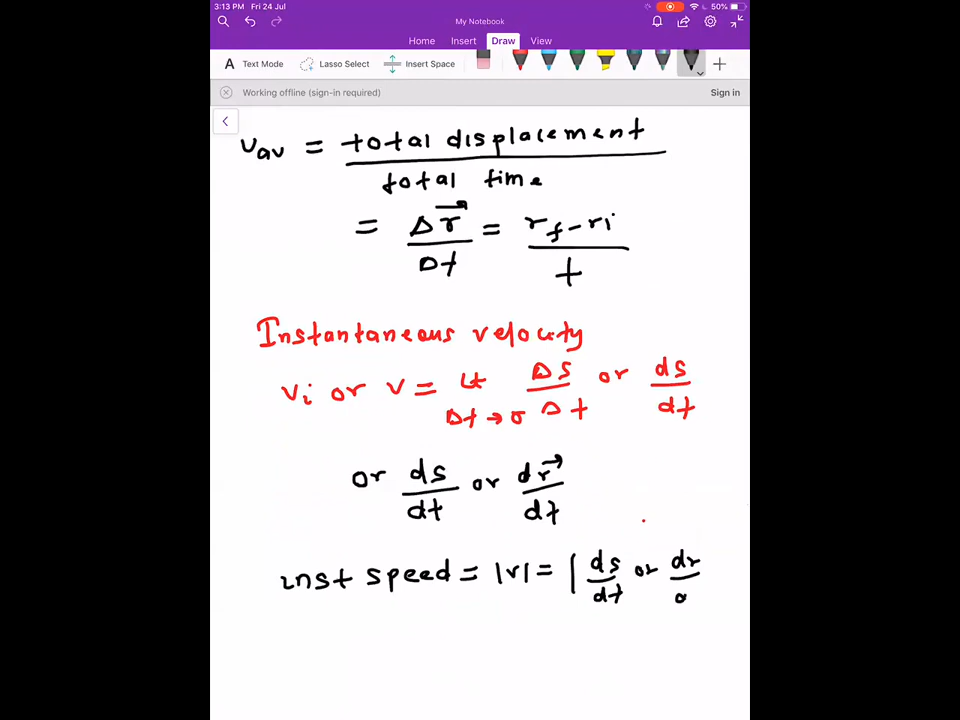 3:13 PM Fri 24 Jul 50%
My Notebook
Home Insert Draw View
A Text Mode Lasso Select Insert Space
Working offline (sign-in required) Sign in
Vav = total displacement / total time
= Δr⃗ / Δt = rf - ri / t
Instantaneous velocity
Vi or V = Lt Δt→0 Δs / Δt or ds / dt
or ds / dt or dr⃗ / dt
inst speed = |v| = | ds / dt or dr / d